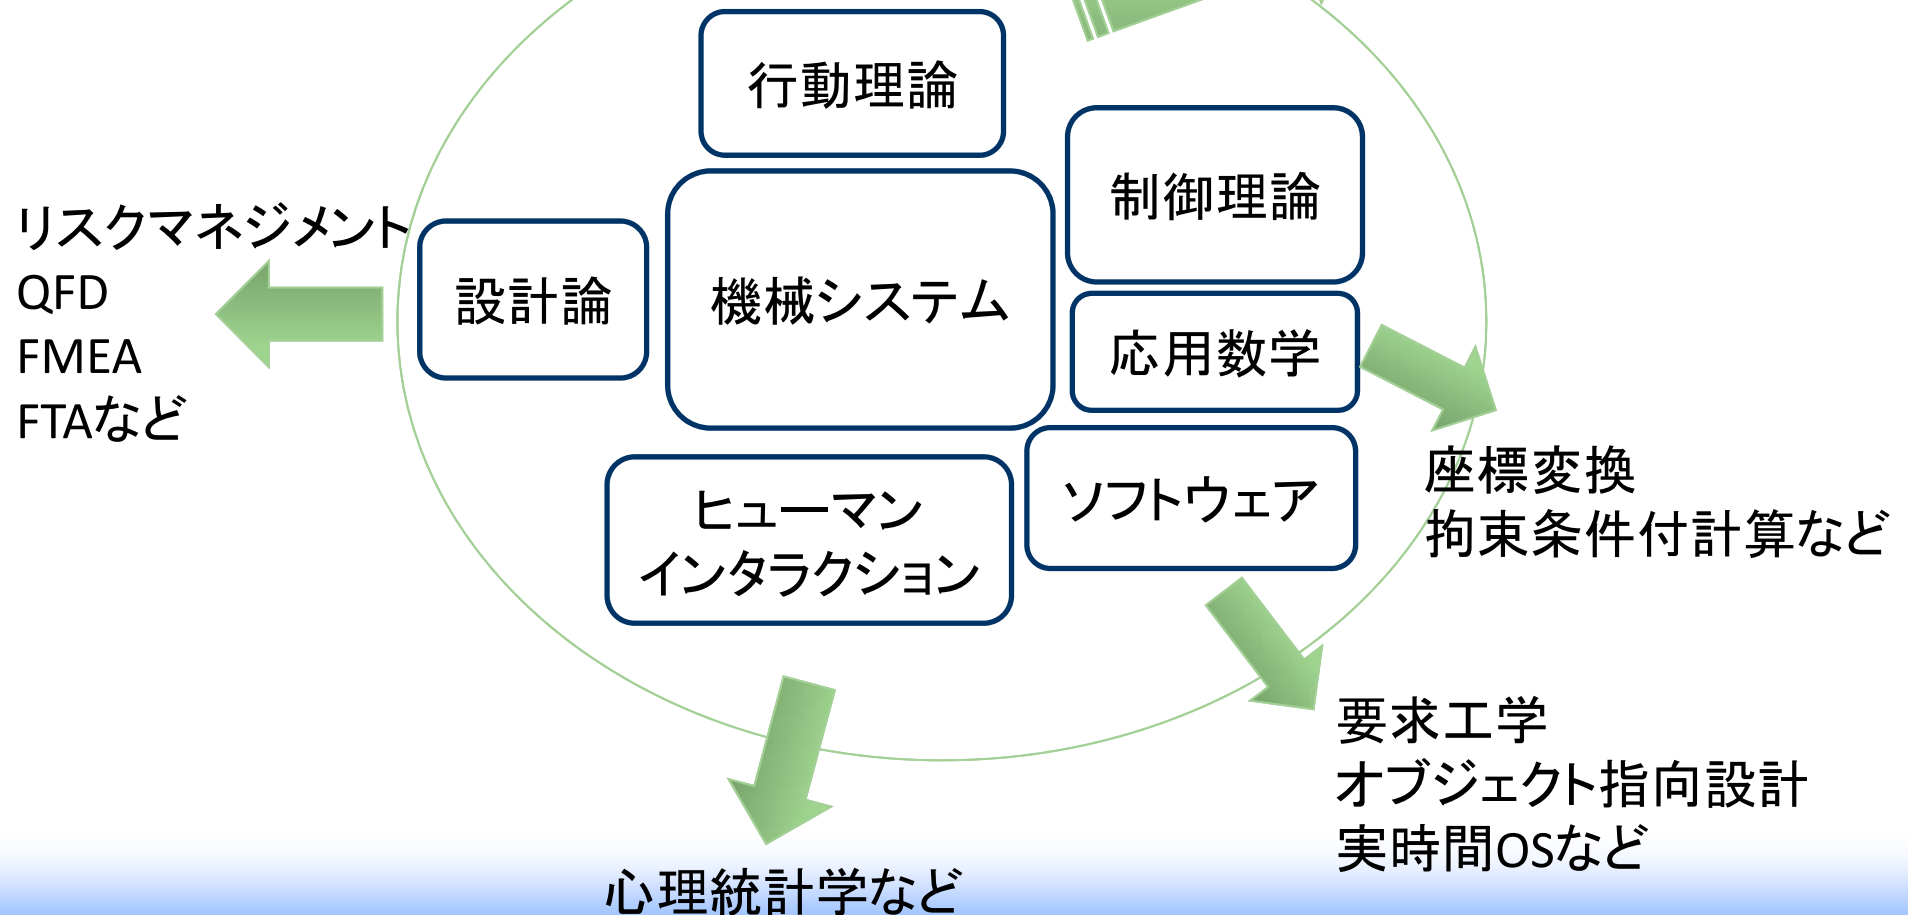 行動理論
制御理論
リスクマネジメント
QFD
FMEA
FTAなど
設計論
機械システム
応用数学
座標変換
拘束条件付計算など
ソフトウェア
ヒューマン
インタラクション
要求工学
オブジェクト指向設計
実時間OSなど
心理統計学など